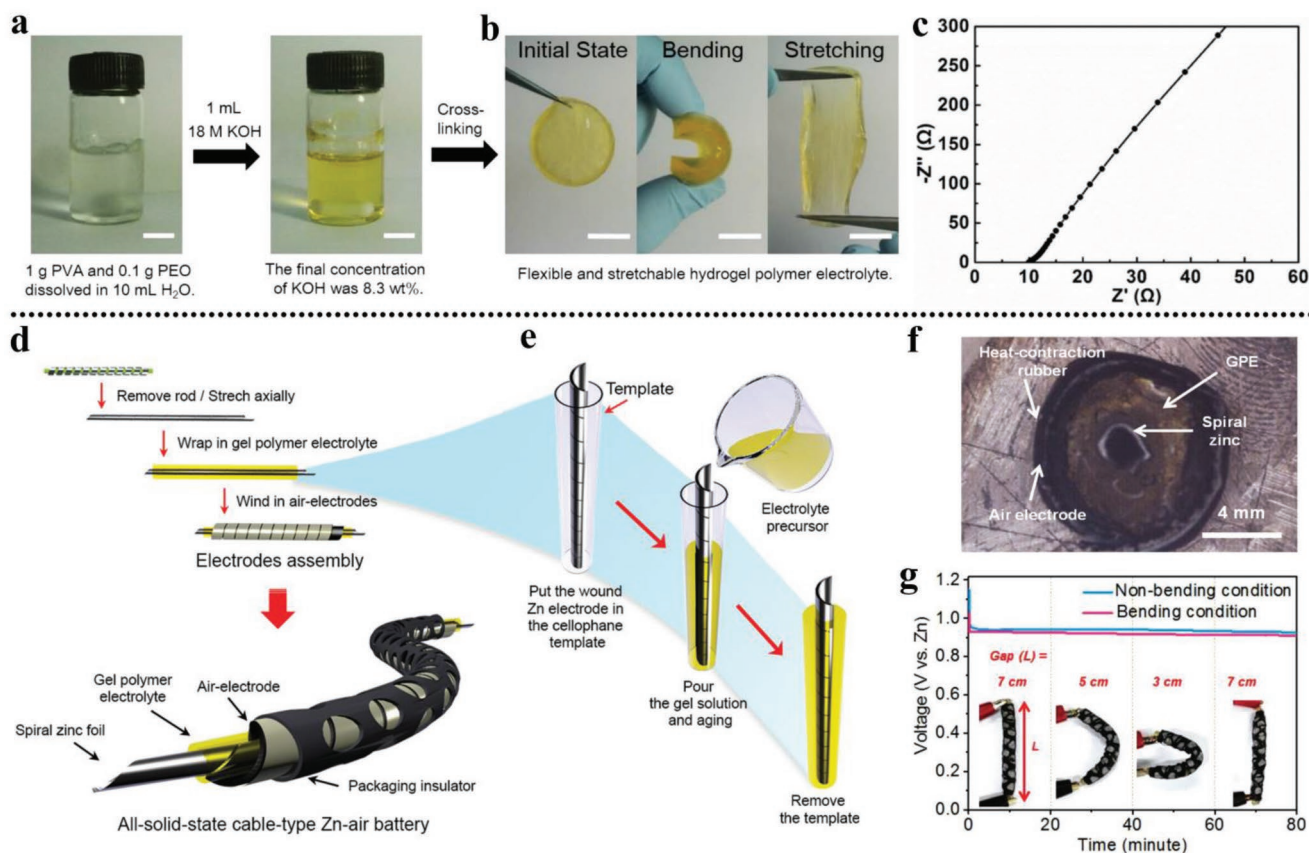 a
1 mL
18 M KOH
Cross-
linking
1 g PVA and 0.1 g PEO
dissolved in 10 mL H₂O.
The final concentration
of KOH was 8.3 wt%.
b
Initial State
Bending
Stretching
Flexible and stretchable hydrogel polymer electrolyte.
c
300
250
200
150
100
50
0
-Z'' (Ω)
0 10 20 30 40 50 60
Z' (Ω)
d
Remove rod / Strech axially
Wrap in gel polymer electrolyte
Wind in air-electrodes
Electrodes assembly
Gel polymer
electrolyte
Air-electrode
Spiral zinc foil
Packaging insulator
All-solid-state cable-type Zn-air battery
e
Template
Electrolyte
precursor
Put the wound
Zn electrode in
the cellophane
template
Pour
the gel solution
and aging
Remove
the template
f
Heat-contraction
rubber
GPE
Spiral
zinc
Air electrode
4 mm
g
1.2
1.0
0.8
0.6
0.4
0.2
0.0
Voltage (V vs. Zn)
Non-bending condition
Bending condition
Gap (L) =
7 cm
5 cm
3 cm
7 cm
L
0 20 40 60 80
Time (minute)